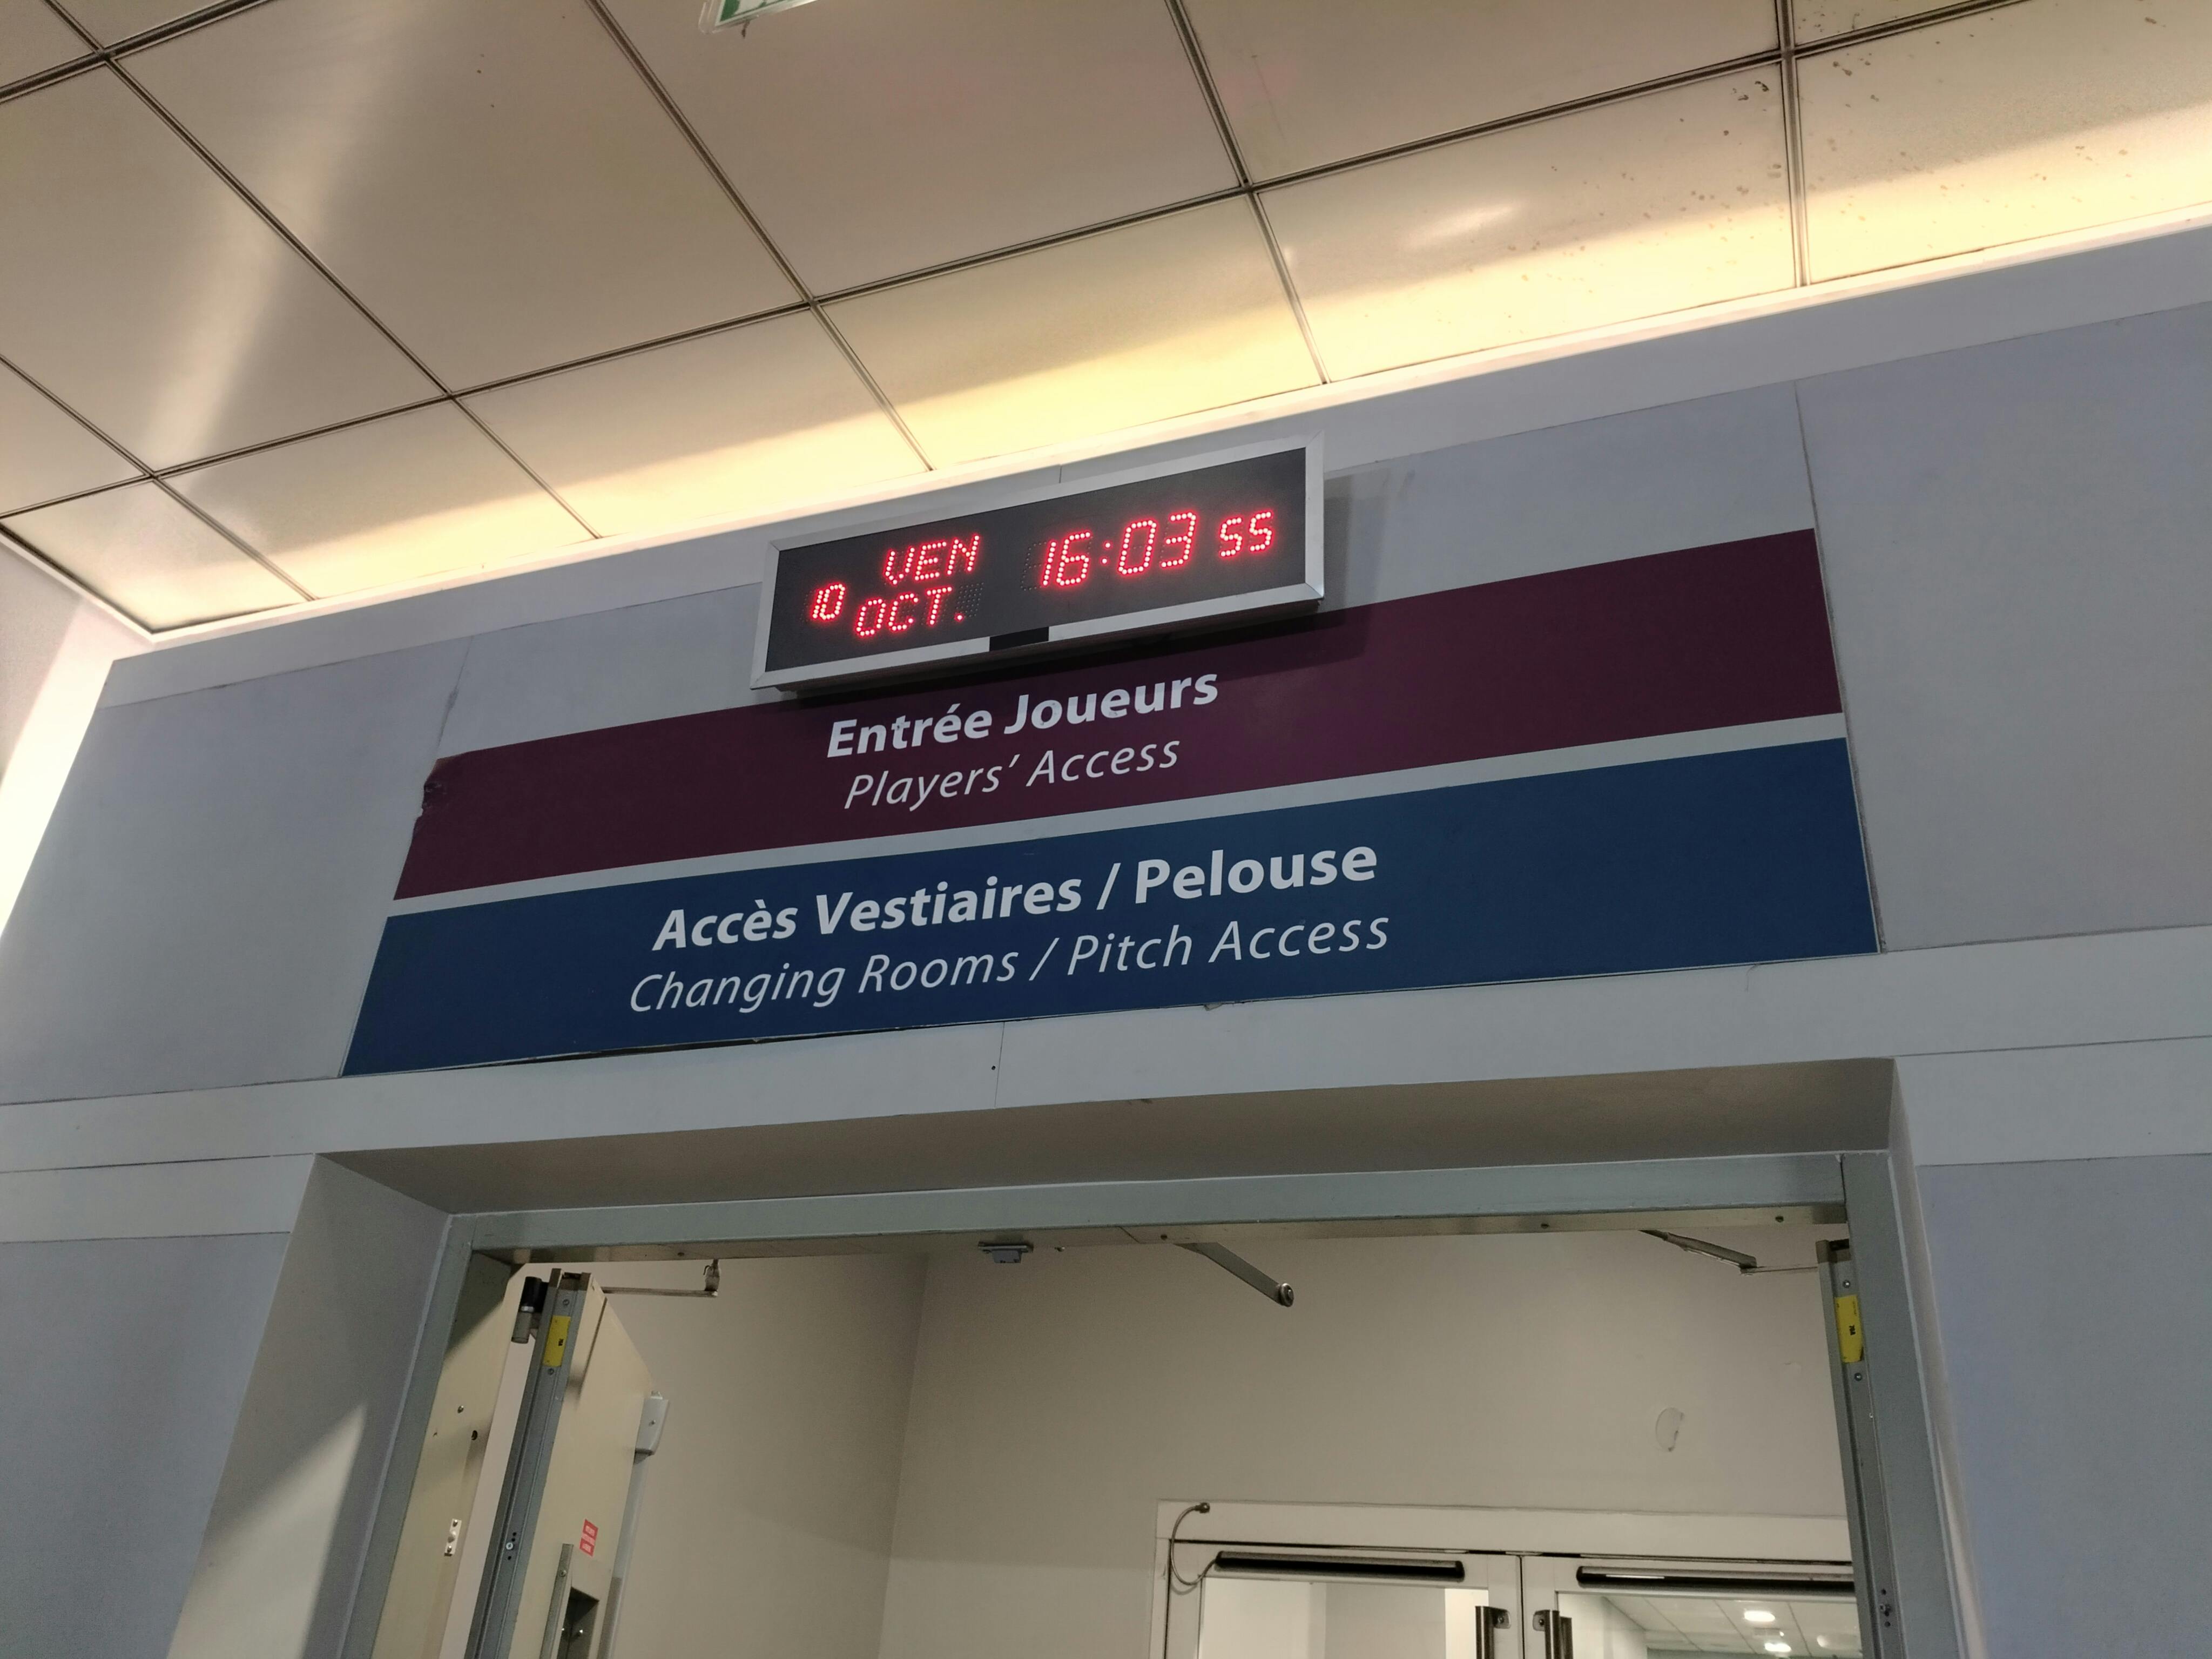 VEN
10 OCT.
16:03 55
Entrée Joueurs
Players' Access
Accès Vestiaires / Pelouse
Changing Rooms / Pitch Access